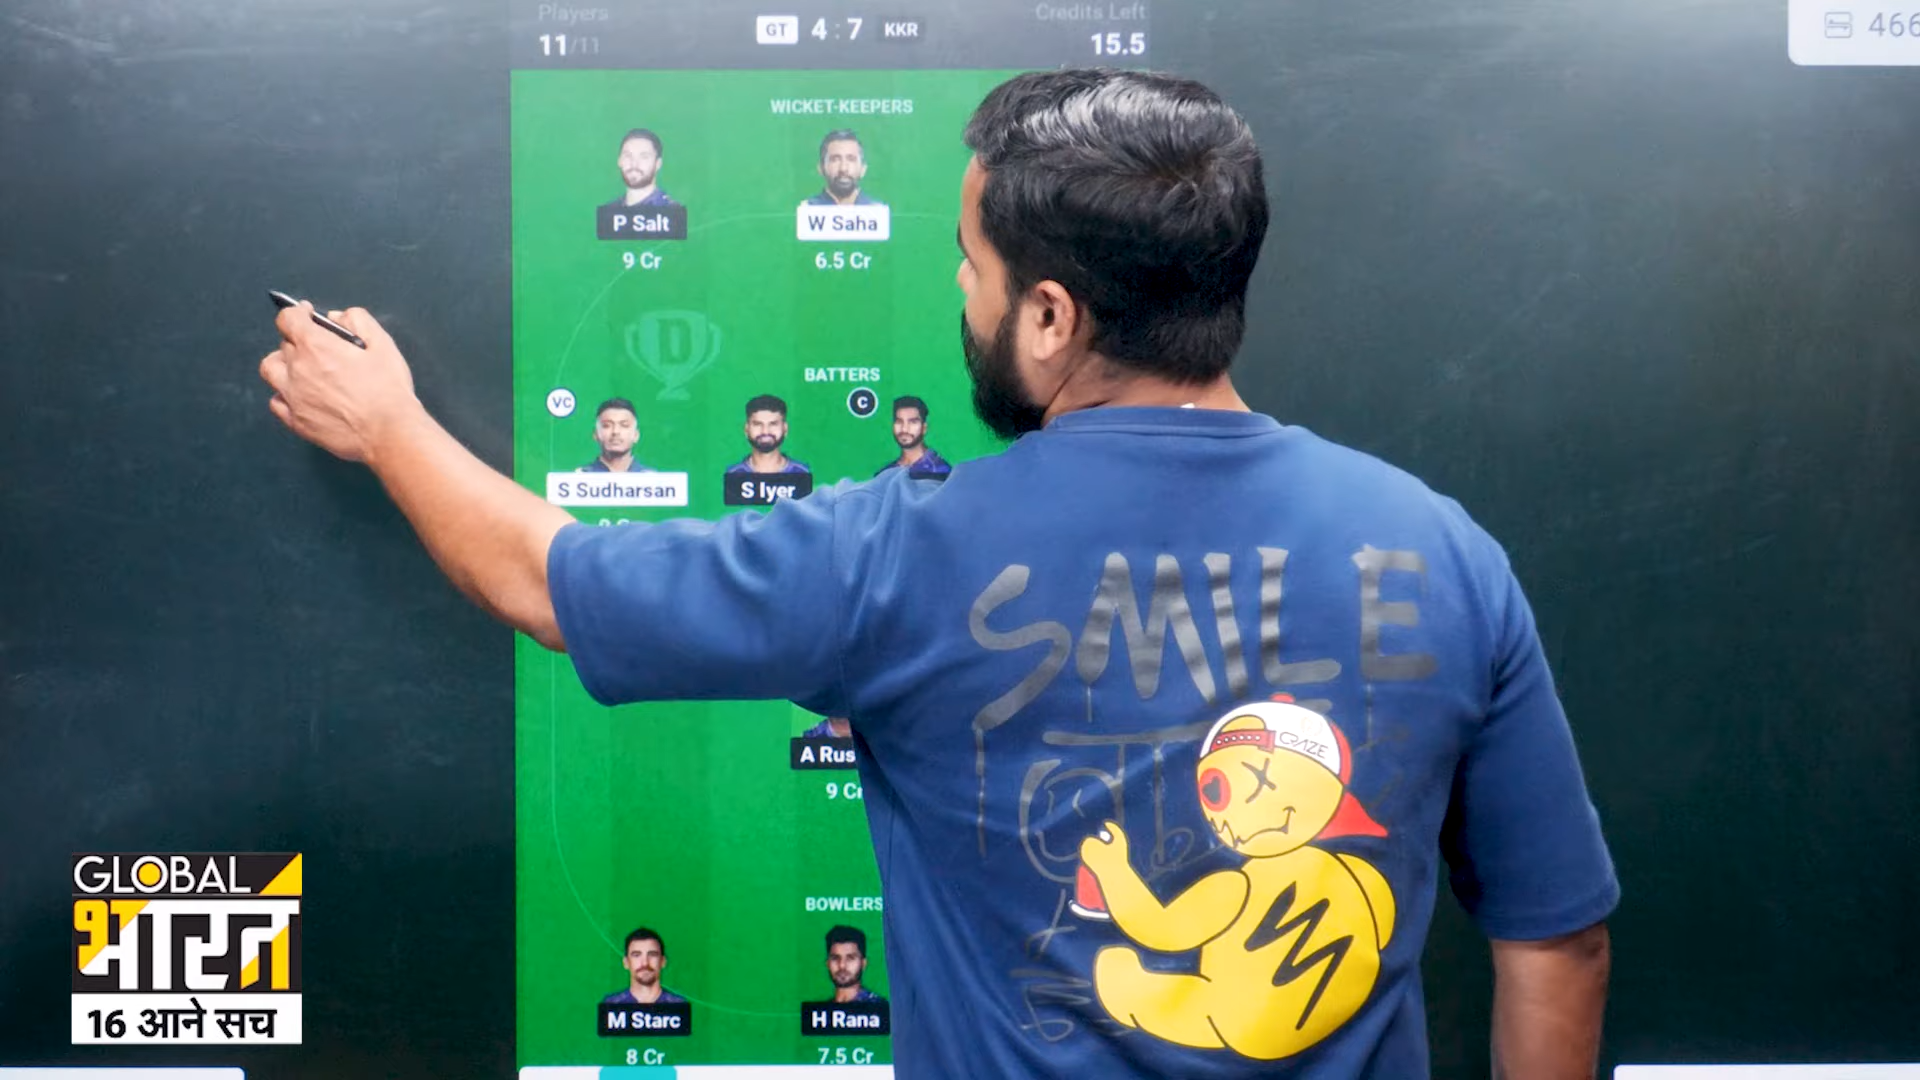 Players
Credits Left
11/11
GT 4 : 7 KKR
15.5
466
WICKET-KEEPERS
P Salt
W Saha
9 Cr
6.5 Cr
D
BATTERS
VC
C
S Sudharsan
S Iyer
SMILE
CRAZE
A Rus
9 Cr
BOWLERS
M Starc
H Rana
8 Cr
7.5 Cr
GLOBAL
भारत
16 आने सच